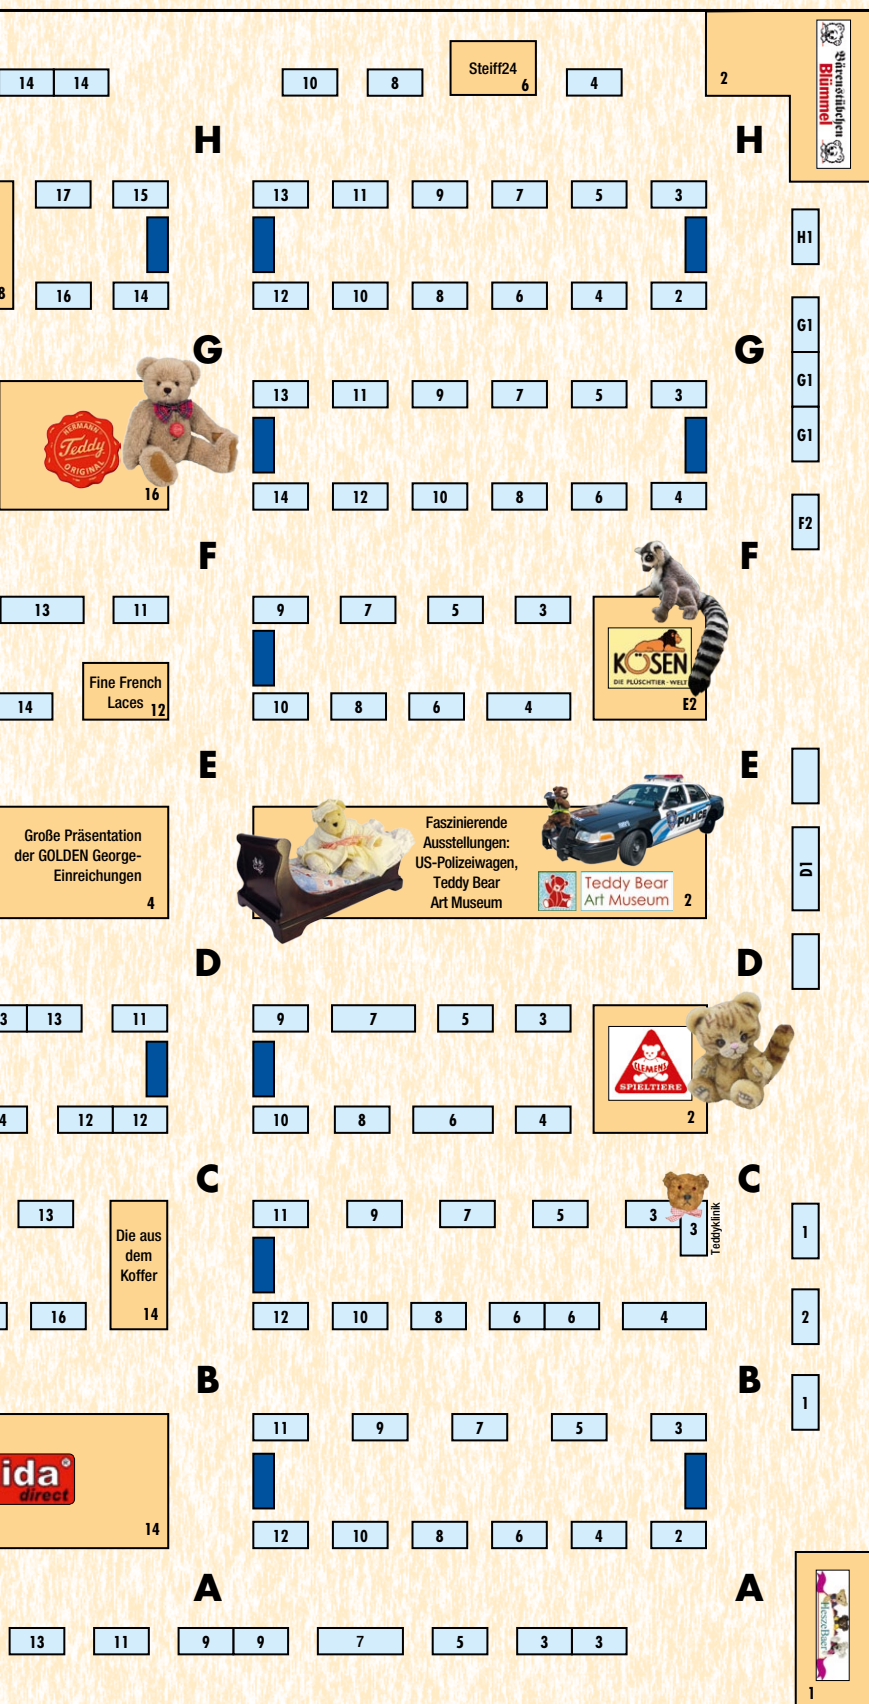 14 14 10 8 Steiff24 6 4 2
Bärenstübchen
Blümmel
H H
17 15 13 11 9 7 5 3
H1
8 16 14 12 10 8 6 4 2
G1
G G
G1
13 11 9 7 5 3
G1
HERMANN
Teddy
ORIGINAL
16 14 12 10 8 6 4
F2
F F
13 11 9 7 5 3
KÖSEN
DIE PLÜSCHTIER-WELT
E2
14 Fine French
Laces 12
10 8 6 4
E E
Große Präsentation
der GOLDEN George-
Einreichungen
4
Faszinierende
Ausstellungen:
US-Polizeiwagen,
Teddy Bear
Art Museum
POLICE
Teddy Bear
Art Museum
2
D1
D D
3 13 11 9 7 5 3
CLEMENS
SPIELTIERE
2
4 12 12 10 8 6 4
C C
13 Die aus
dem
Koffer
14
11 9 7 5 3 3
Teddyklinik
1
16 12 10 8 6 6 4
2
B B
1
11 9 7 5 3
ida®
direct
14
12 10 8 6 4 2
A A
HeszeBaer
1
13 11 9 9 7 5 3 3